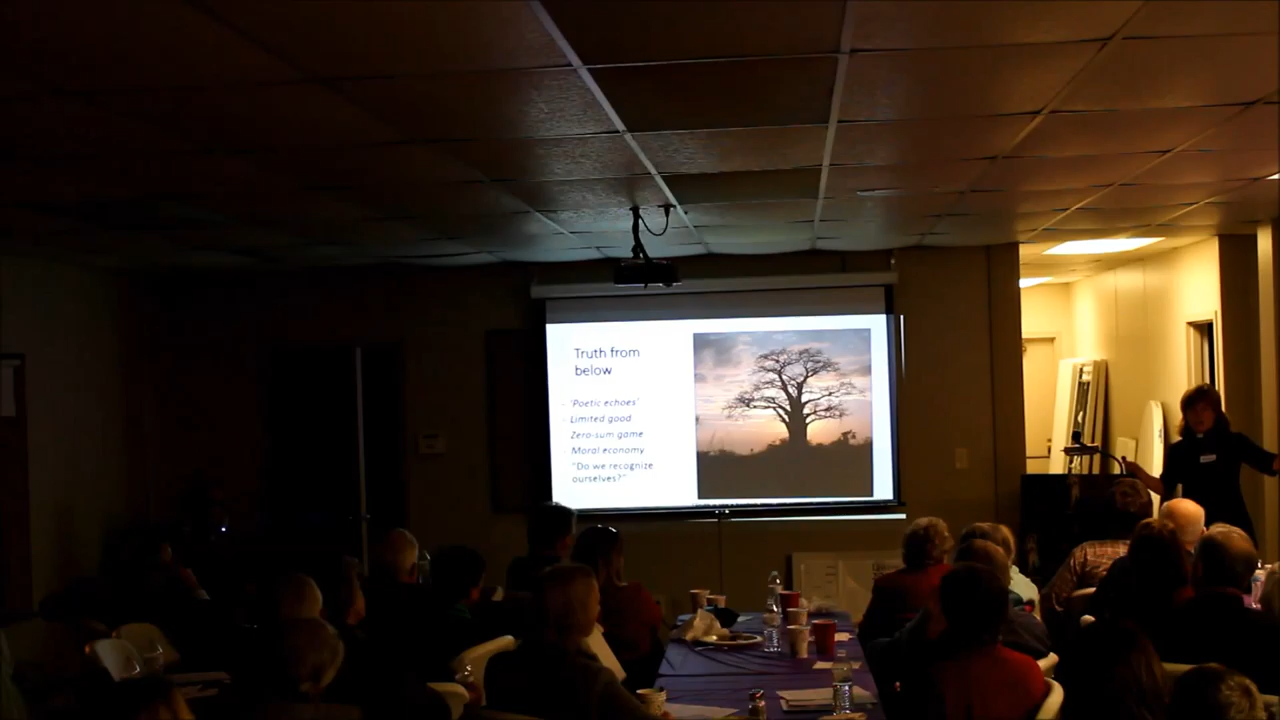 Truth from
below
'Poetic echoes'
Limited good
Zero-sum game
Moral economy
"Do we recognize
ourselves?"